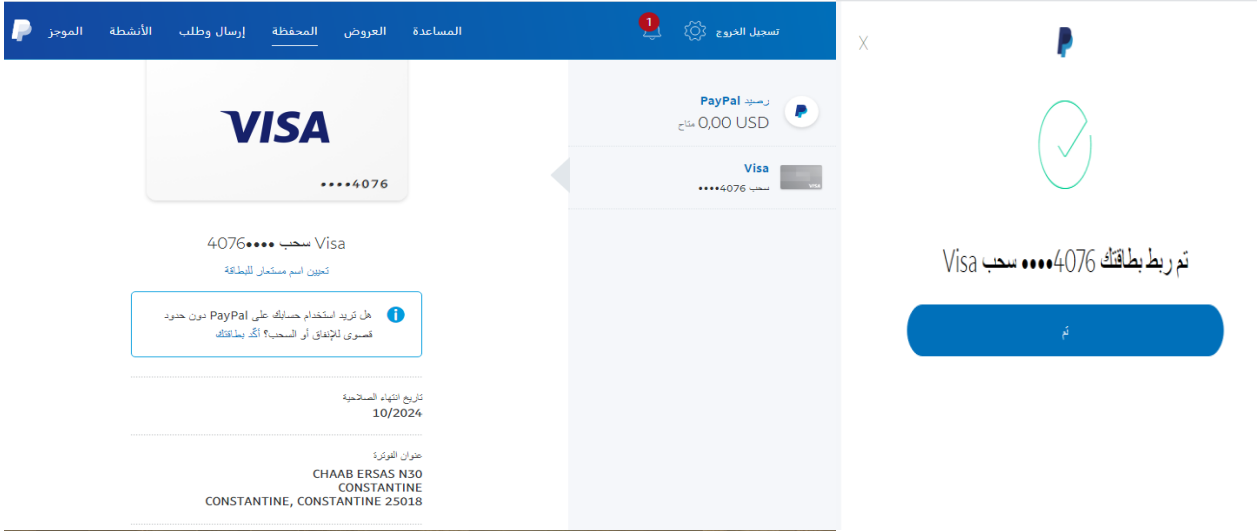 الموجز
الأنشطة
إرسال وطلب
المحفظة
العروض
المساعدة
1
تسجيل الخروج
VISA
••••4076
Visa سحب ••••4076
تعيين اسم مستعار للبطاقة
هل تريد استخدام حسابك على PayPal دون حدود
قصوى للإنفاق أو السحب؟ أكّد بطاقتك
تاريخ انتهاء الصلاحية
10/2024
عنوان الفوترة
CHAAB ERSAS N30
CONSTANTINE
CONSTANTINE, CONSTANTINE 25018
رصيد PayPal
0,00 USD متاح
Visa
سحب 4076••••
VISA
X
تم ربط بطاقتك 4076•••• سحب Visa
تم